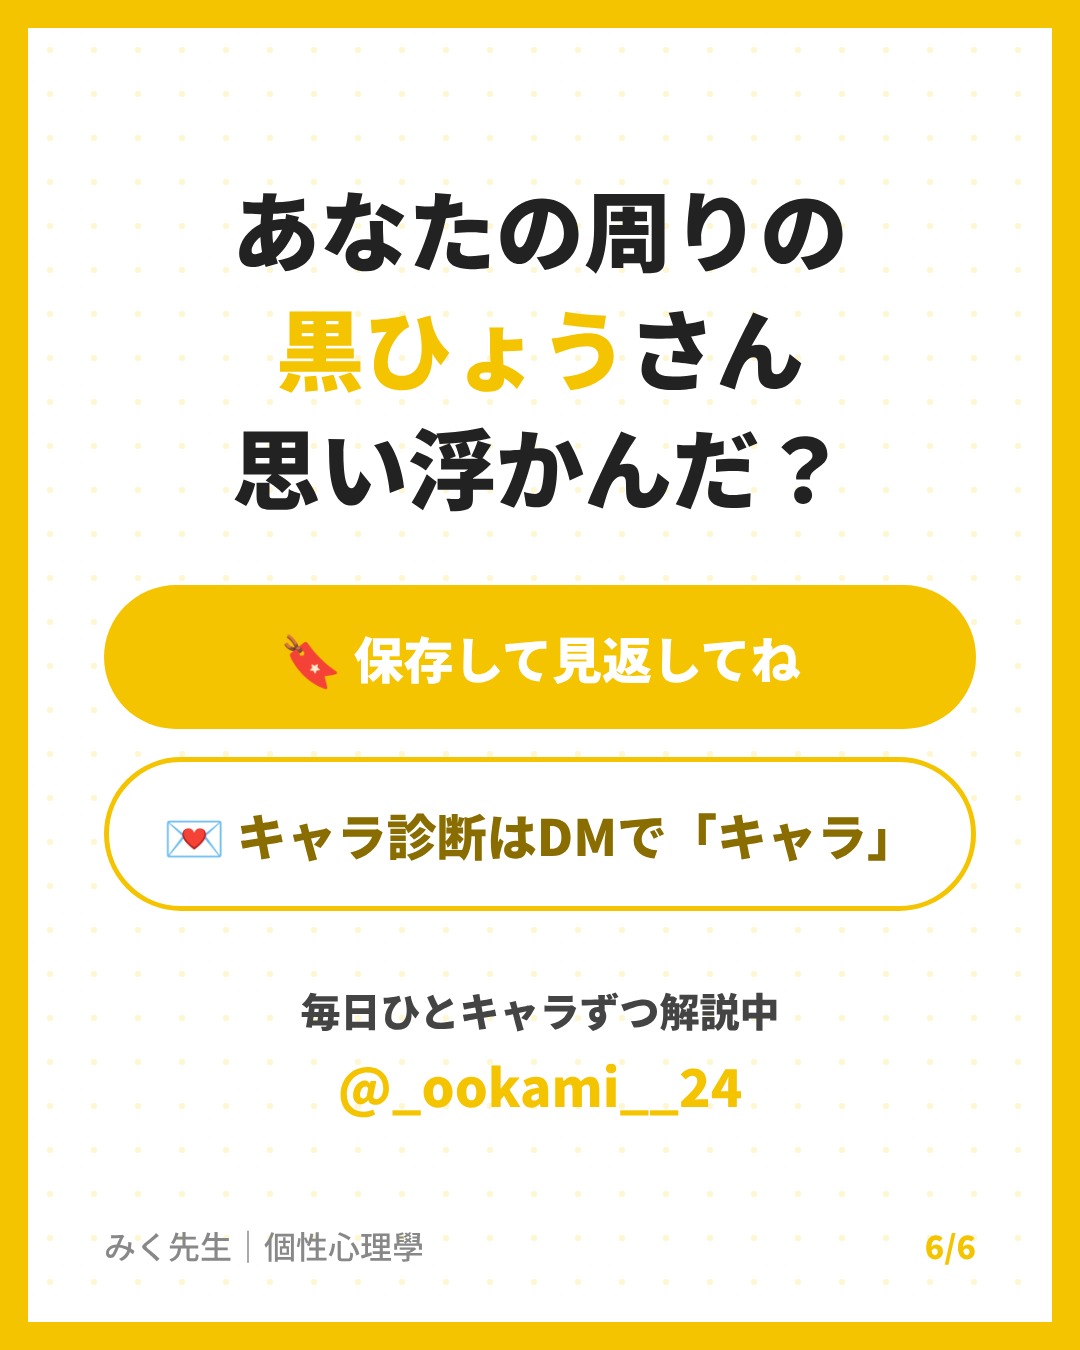 あなたの周りの
黒ひょうさん
思い浮かんだ？
🔖 保存して見返してね
💌 キャラ診断はDMで「キャラ」
毎日ひとキャラずつ解説中
@_ookami__24
みく先生｜個性心理學
6/6